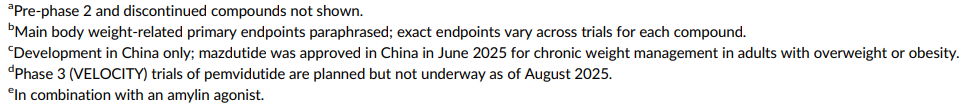 ᵃPre-phase 2 and discontinued compounds not shown.
ᵇMain body weight-related primary endpoints paraphrased; exact endpoints vary across trials for each compound.
ᶜDevelopment in China only; mazdutide was approved in China in June 2025 for chronic weight management in adults with overweight or obesity.
ᵈPhase 3 (VELOCITY) trials of pemvidutide are planned but not underway as of August 2025.
ᵉIn combination with an amylin agonist.